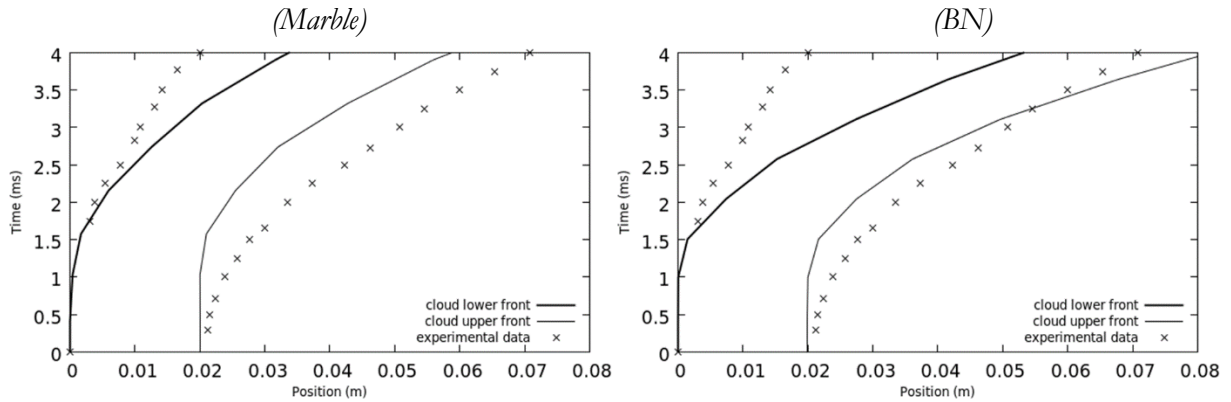 (Marble)
4
3.5
3
2.5
2
1.5
1
0.5
0
Time (ms)
cloud lower front
cloud upper front
experimental data
0 0.01 0.02 0.03 0.04 0.05 0.06 0.07 0.08
Position (m)
(BN)
4
3.5
3
2.5
2
1.5
1
0.5
0
Time (ms)
cloud lower front
cloud upper front
experimental data
0 0.01 0.02 0.03 0.04 0.05 0.06 0.07 0.08
Position (m)